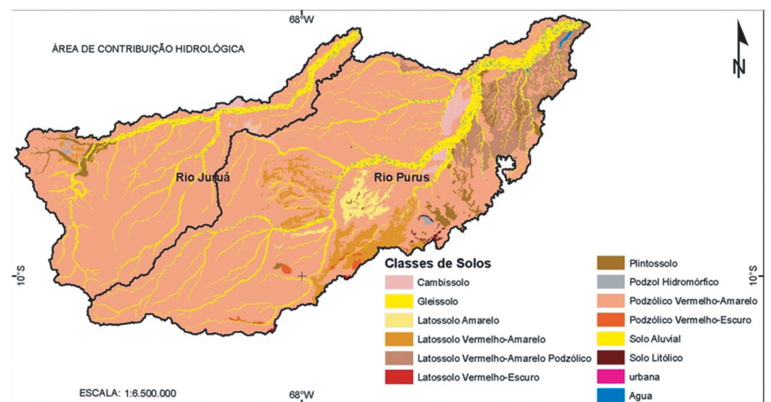 68°W
ÁREA DE CONTRIBUIÇÃO HIDROLÓGICA
N
Rio Juruá
Rio Purus
10°S
10°S
Classes de Solos
Cambissolo
Gleissolo
Latossolo Amarelo
Latossolo Vermelho-Amarelo
Latossolo Vermelho-Amarelo Podzólico
Latossolo Vermelho-Escuro
Plintossolo
Podzol Hidromórfico
Podzólico Vermelho-Amarelo
Podzólico Vermelho-Escuro
Solo Aluvial
Solo Litólico
urbana
Agua
ESCALA: 1:6.500.000
68°W